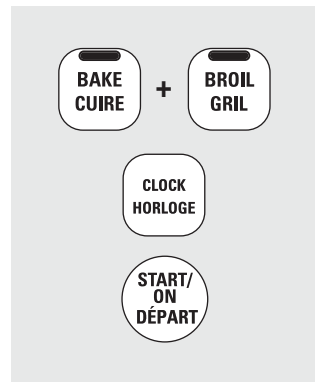 BAKE
CUIRE
+
BROIL
GRIL
CLOCK
HORLOGE
START/
ON
DÉPART